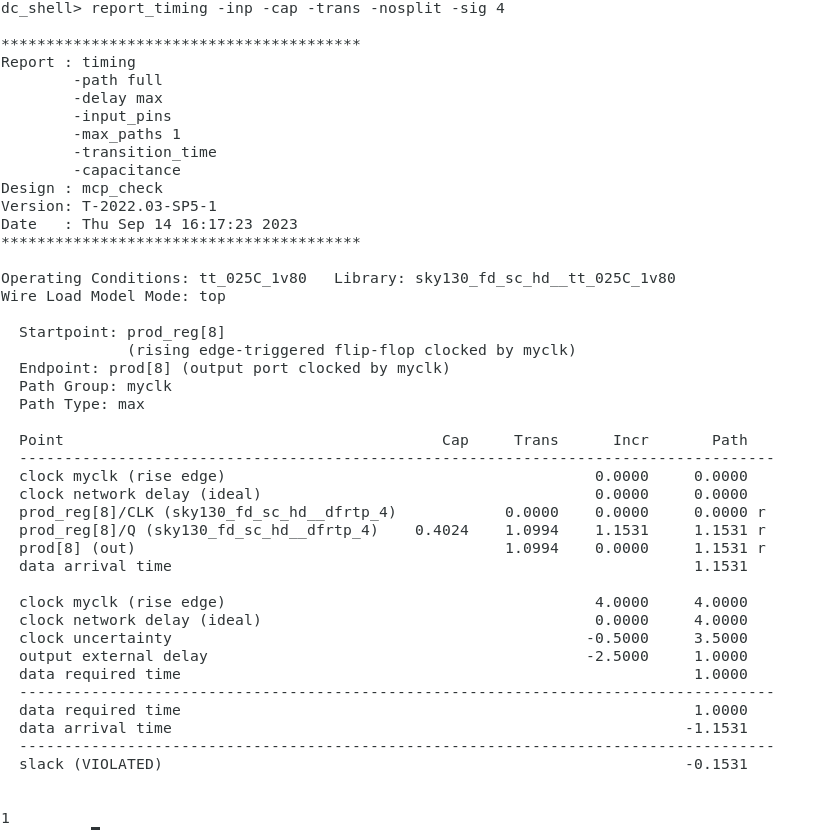 dc_shell> report_timing -inp -cap -trans -nosplit -sig 4
****************************************
Report : timing
        -path full
        -delay max
        -input_pins
        -max_paths 1
        -transition_time
        -capacitance
Design : mcp_check
Version: T-2022.03-SP5-1
Date   : Thu Sep 14 16:17:23 2023
****************************************
Operating Conditions: tt_025C_1v80   Library: sky130_fd_sc_hd__tt_025C_1v80
Wire Load Model Mode: top
  Startpoint: prod_reg[8]
              (rising edge-triggered flip-flop clocked by myclk)
  Endpoint: prod[8] (output port clocked by myclk)
  Path Group: myclk
  Path Type: max
  Point                                          Cap     Trans      Incr       Path
  ------------------------------------------------------------------------------------
  clock myclk (rise edge)                                         0.0000     0.0000
  clock network delay (ideal)                                     0.0000     0.0000
  prod_reg[8]/CLK (sky130_fd_sc_hd__dfrtp_4)            0.0000    0.0000     0.0000 r
  prod_reg[8]/Q (sky130_fd_sc_hd__dfrtp_4)    0.4024    1.0994    1.1531     1.1531 r
  prod[8] (out)                                         1.0994    0.0000     1.1531 r
  data arrival time                                                          1.1531
  clock myclk (rise edge)                                         4.0000     4.0000
  clock network delay (ideal)                                     0.0000     4.0000
  clock uncertainty                                              -0.5000     3.5000
  output external delay                                          -2.5000     1.0000
  data required time                                                         1.0000
  ------------------------------------------------------------------------------------
  data required time                                                         1.0000
  data arrival time                                                         -1.1531
  ------------------------------------------------------------------------------------
  slack (VIOLATED)                                                          -0.1531
1